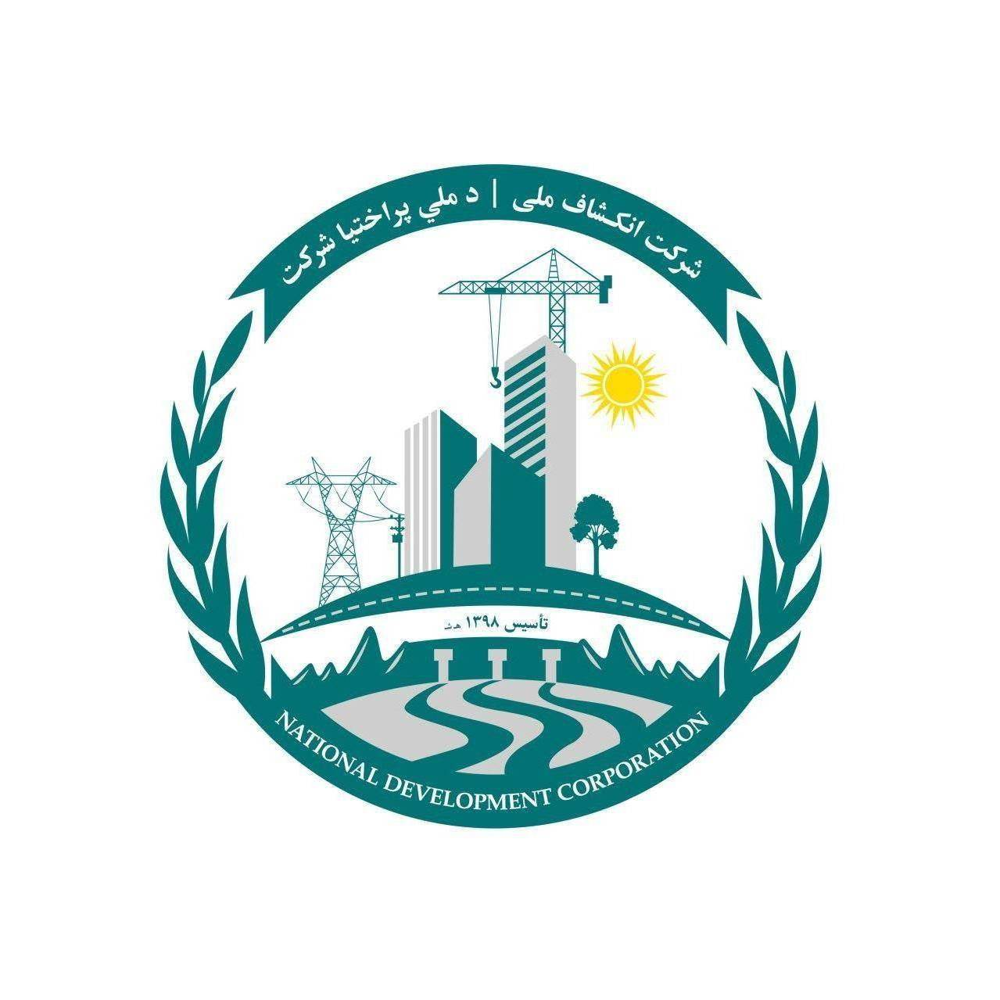 شرکت انکشاف ملی | د ملي پراختیا شرکت
تأسیس ۱۳۹۸ هـ ش
NATIONAL DEVELOPMENT CORPORATION